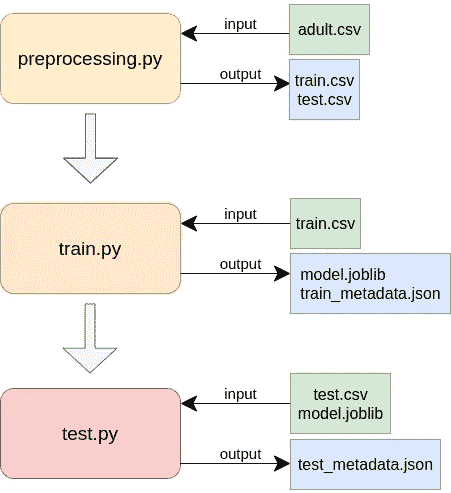 input
adult.csv
preprocessing.py
output
train.csv
test.csv
input
train.csv
train.py
output
model.joblib
train_metadata.json
input
test.csv
model.joblib
test.py
output
test_metadata.json